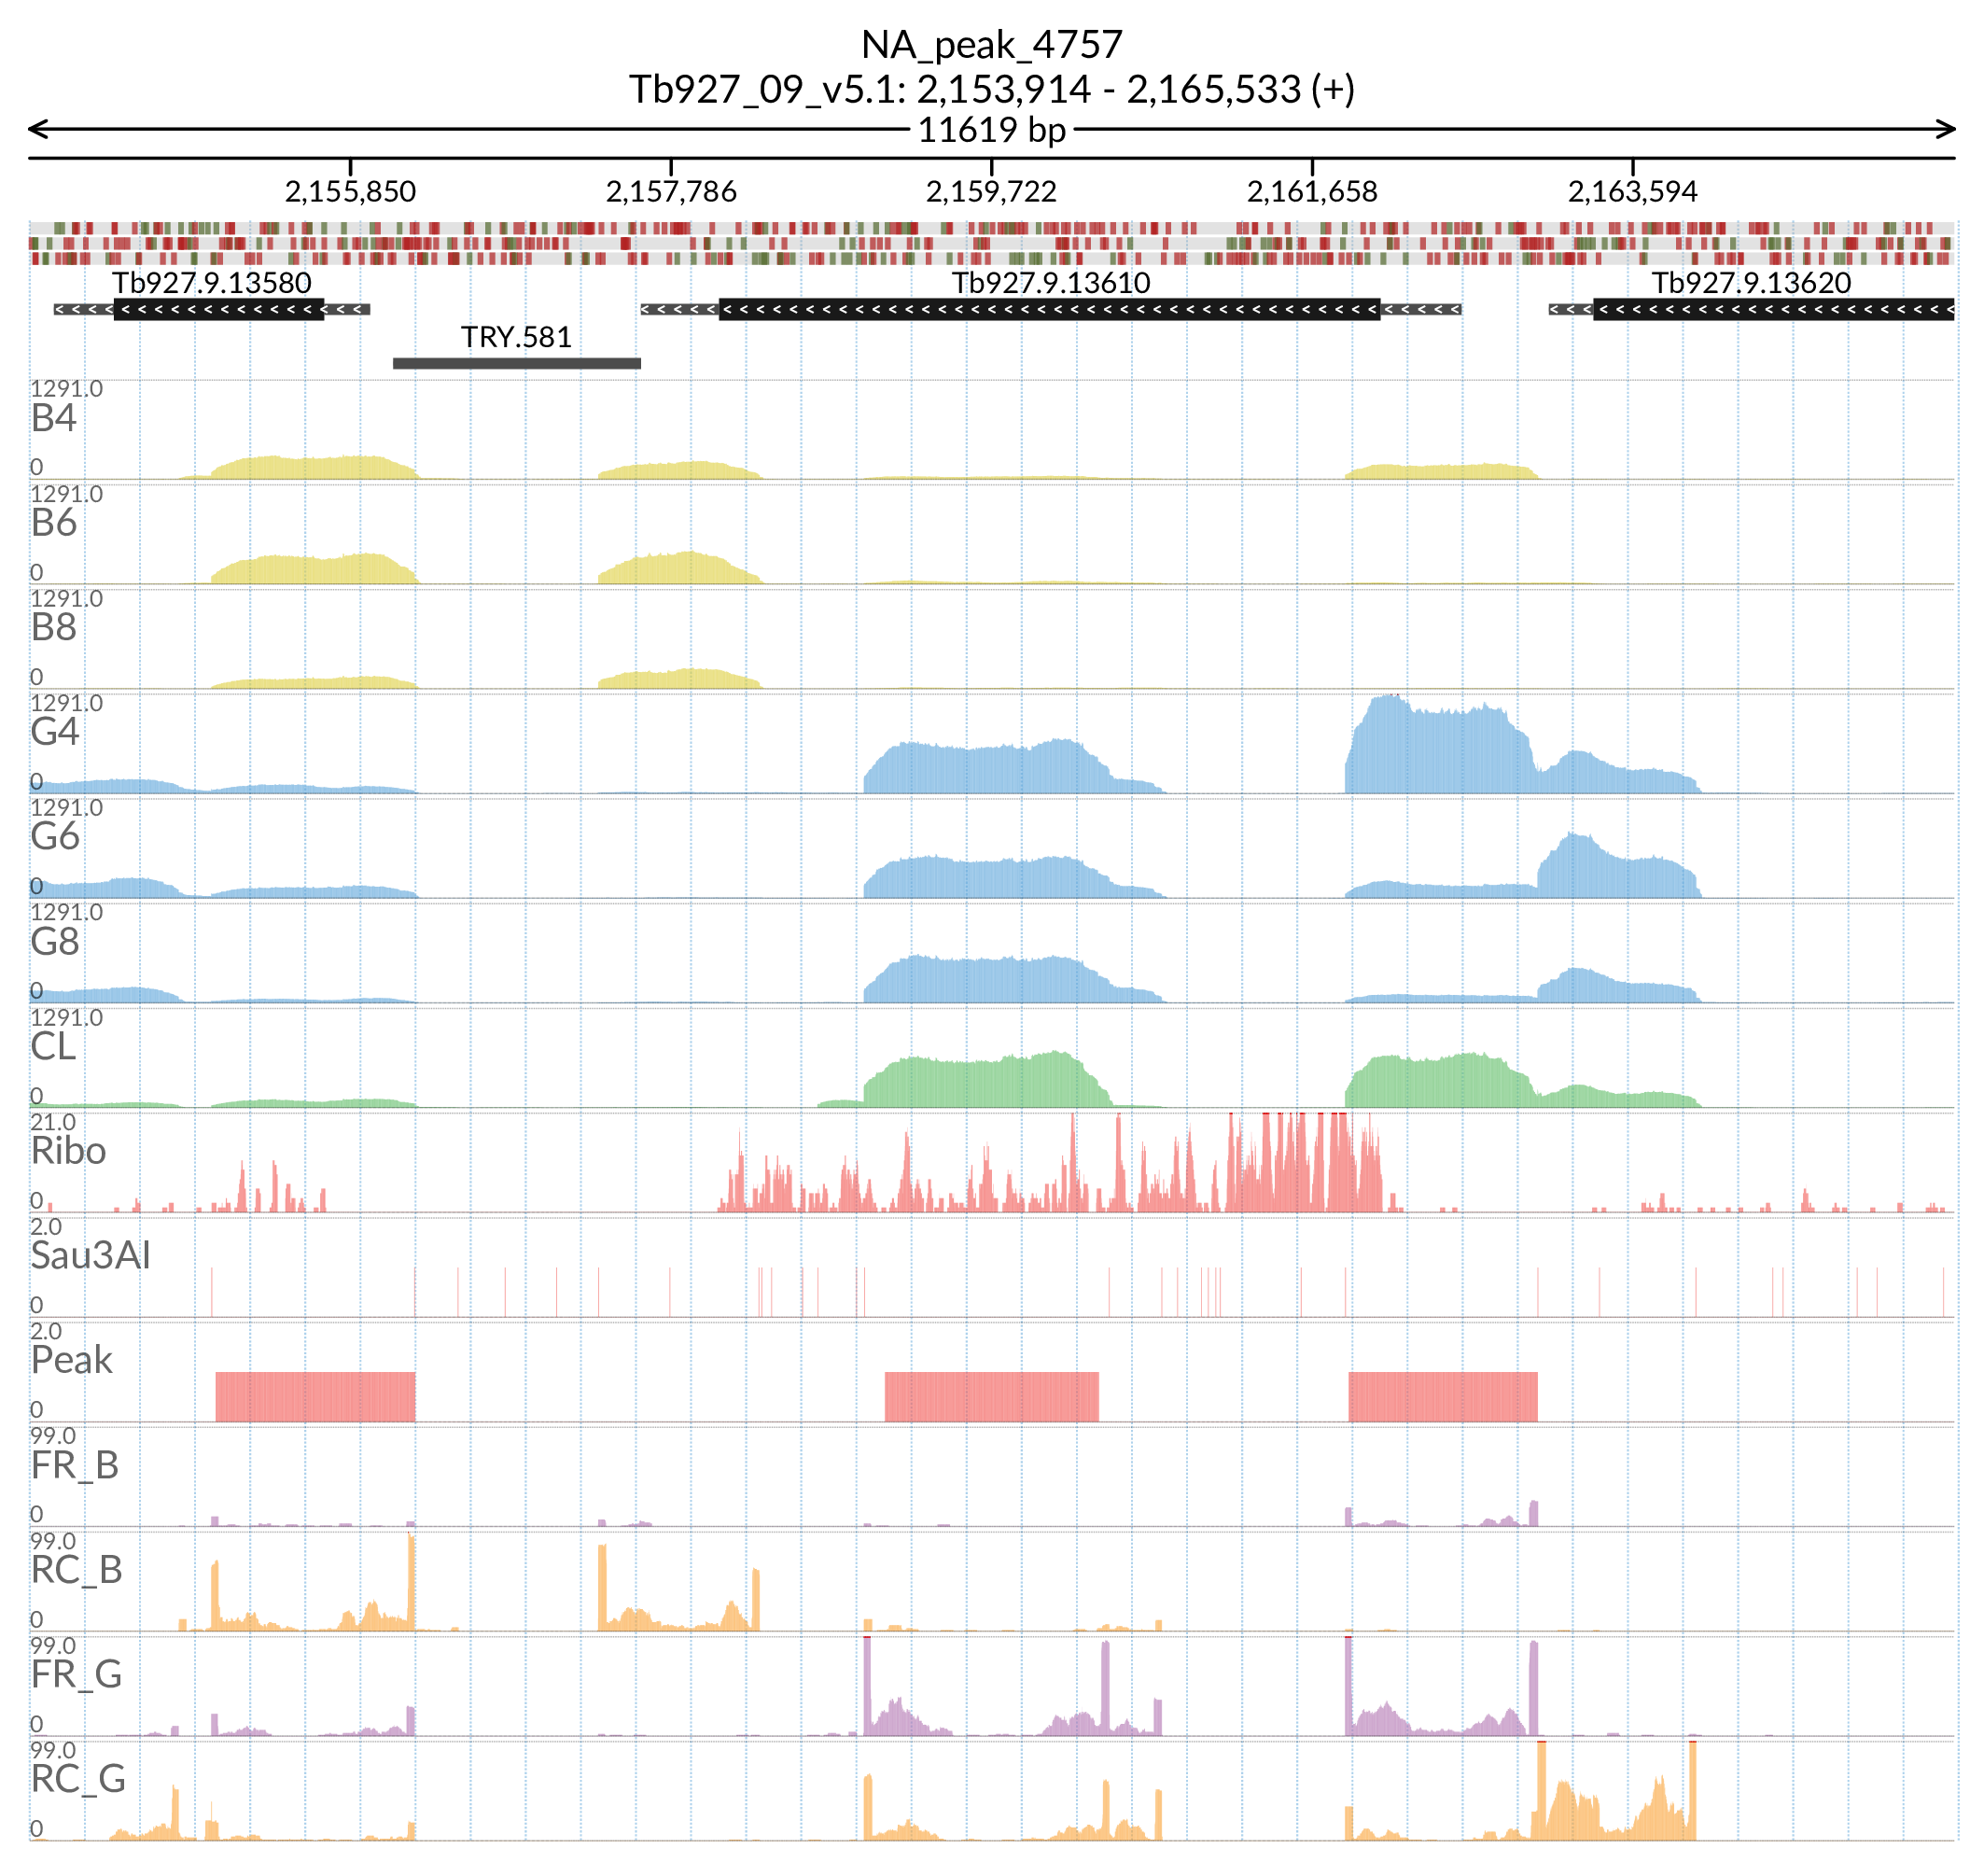 NA_peak_4757
Tb927_09_v5.1: 2,153,914 - 2,165,533 (+)
11619 bp
2,155,850 2,157,786 2,159,722 2,161,658 2,163,594
Tb927.9.13580 Tb927.9.13610 Tb927.9.13620
TRY.581
1291.0
B4
0
1291.0
B6
0
1291.0
B8
0
1291.0
G4
0
1291.0
G6
0
1291.0
G8
0
1291.0
CL
0
21.0
Ribo
0
2.0
Sau3AI
0
2.0
Peak
0
99.0
FR_B
0
99.0
RC_B
0
99.0
FR_G
0
99.0
RC_G
0